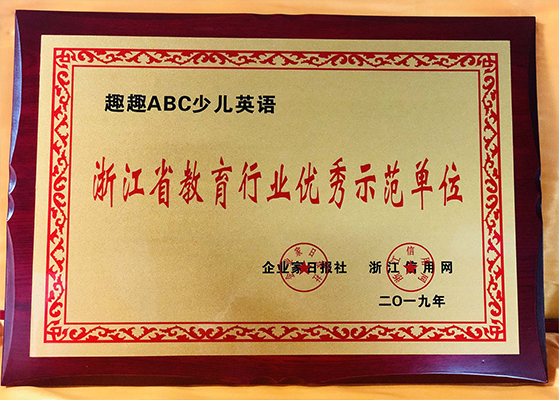 趣趣ABC少儿英语
浙江省教育行业优秀示范单位
企业家日报社 浙江信用网
二〇一九年